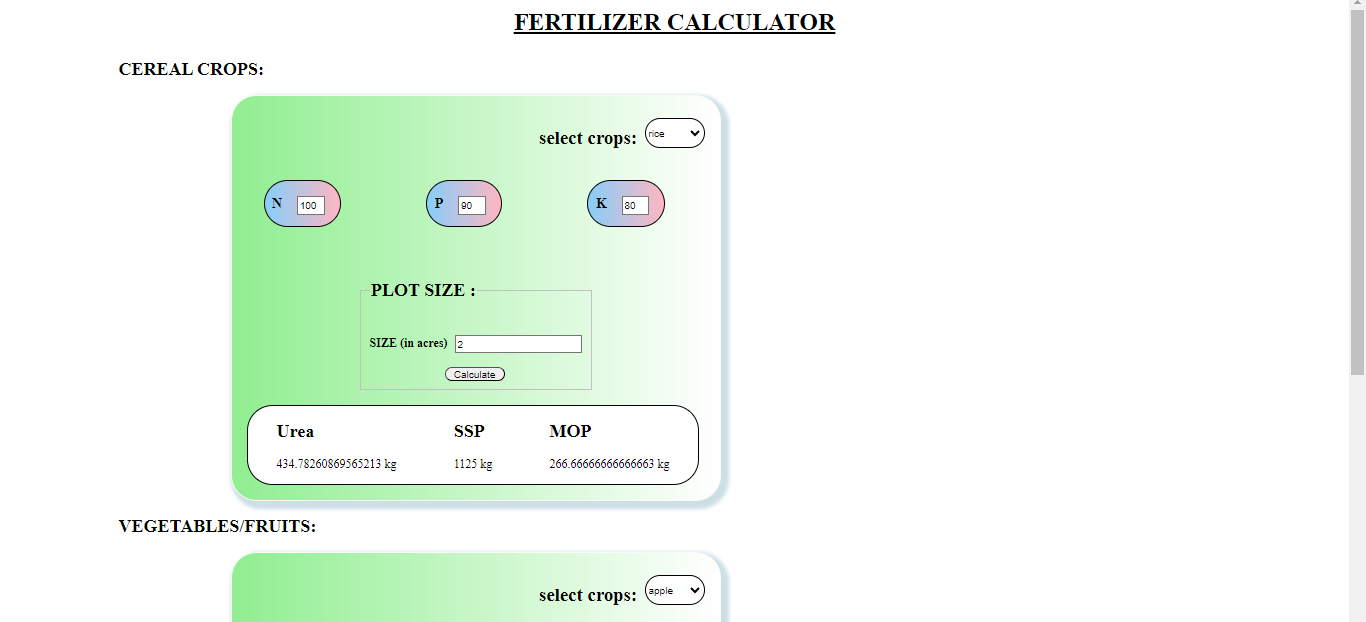 FERTILIZER CALCULATOR
CEREAL CROPS:
select crops: rice
N 100 P 90 K 80
PLOT SIZE :
SIZE (in acres) 2
Calculate
Urea SSP MOP
434.78260869565213 kg 1125 kg 266.66666666666663 kg
VEGETABLES/FRUITS:
select crops: apple